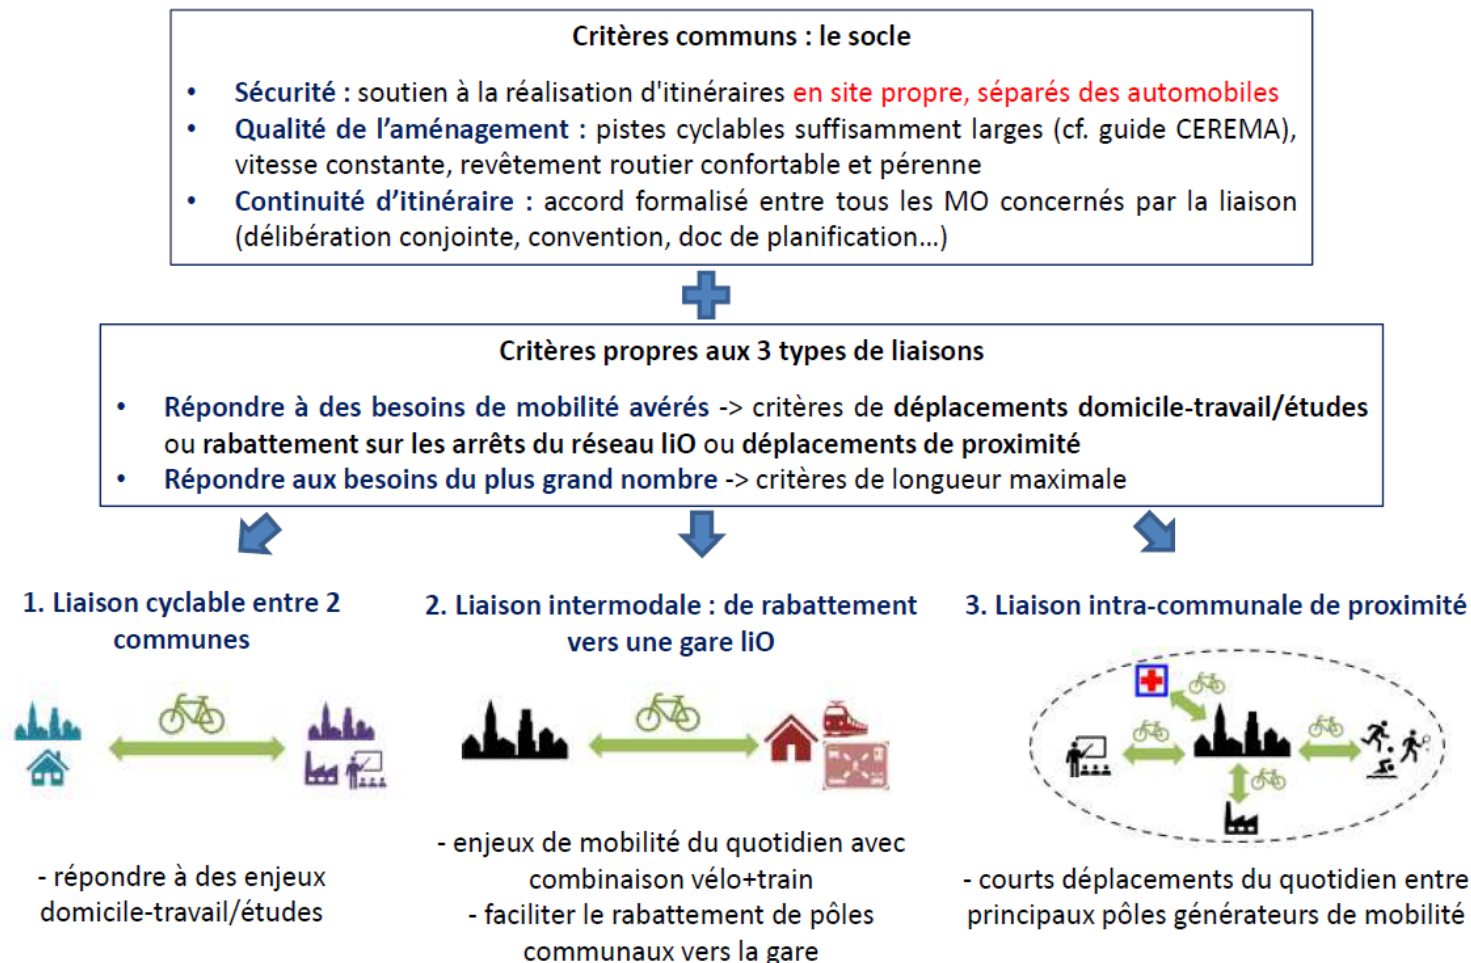 Critères communs : le socle
• Sécurité : soutien à la réalisation d'itinéraires en site propre, séparés des automobiles
• Qualité de l’aménagement : pistes cyclables suffisamment larges (cf. guide CEREMA),
vitesse constante, revêtement routier confortable et pérenne
• Continuité d’itinéraire : accord formalisé entre tous les MO concernés par la liaison
(délibération conjointe, convention, doc de planification…)
Critères propres aux 3 types de liaisons
• Répondre à des besoins de mobilité avérés -> critères de déplacements domicile-travail/études
ou rabattement sur les arrêts du réseau liO ou déplacements de proximité
• Répondre aux besoins du plus grand nombre -> critères de longueur maximale
1. Liaison cyclable entre 2
communes
- répondre à des enjeux
domicile-travail/études
2. Liaison intermodale : de rabattement
vers une gare liO
- enjeux de mobilité du quotidien avec
combinaison vélo+train
- faciliter le rabattement de pôles
communaux vers la gare
3. Liaison intra-communale de proximité
- courts déplacements du quotidien entre
principaux pôles générateurs de mobilité